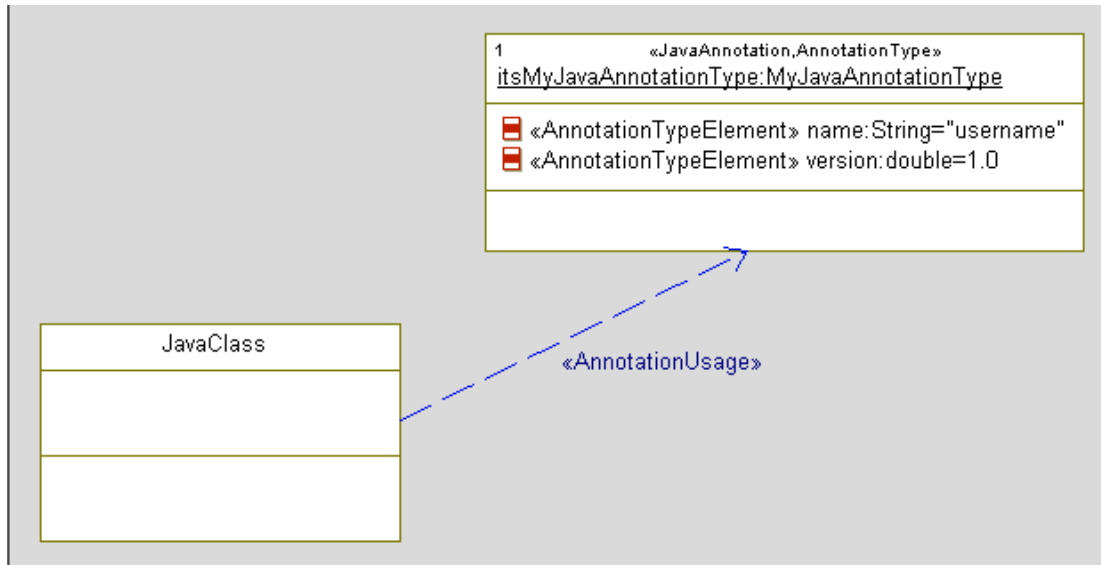 1 «JavaAnnotation,AnnotationType»
itsMyJavaAnnotationType:MyJavaAnnotationType
«AnnotationTypeElement» name:String="username"
«AnnotationTypeElement» version:double=1.0
JavaClass
«AnnotationUsage»